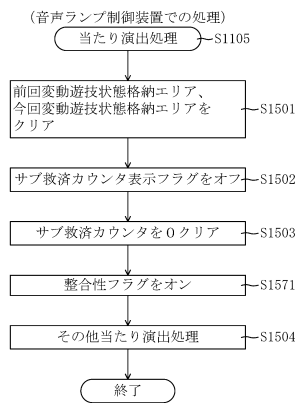 （音声ランプ制御装置での処理）
当たり演出処理
S1105
前回変動遊技状態格納エリア、
今回変動遊技状態格納エリアを
クリア
S1501
サブ救済カウンタ表示フラグをオフ
S1502
サブ救済カウンタを０クリア
S1503
整合性フラグをオン
S1571
その他当たり演出処理
S1504
終了